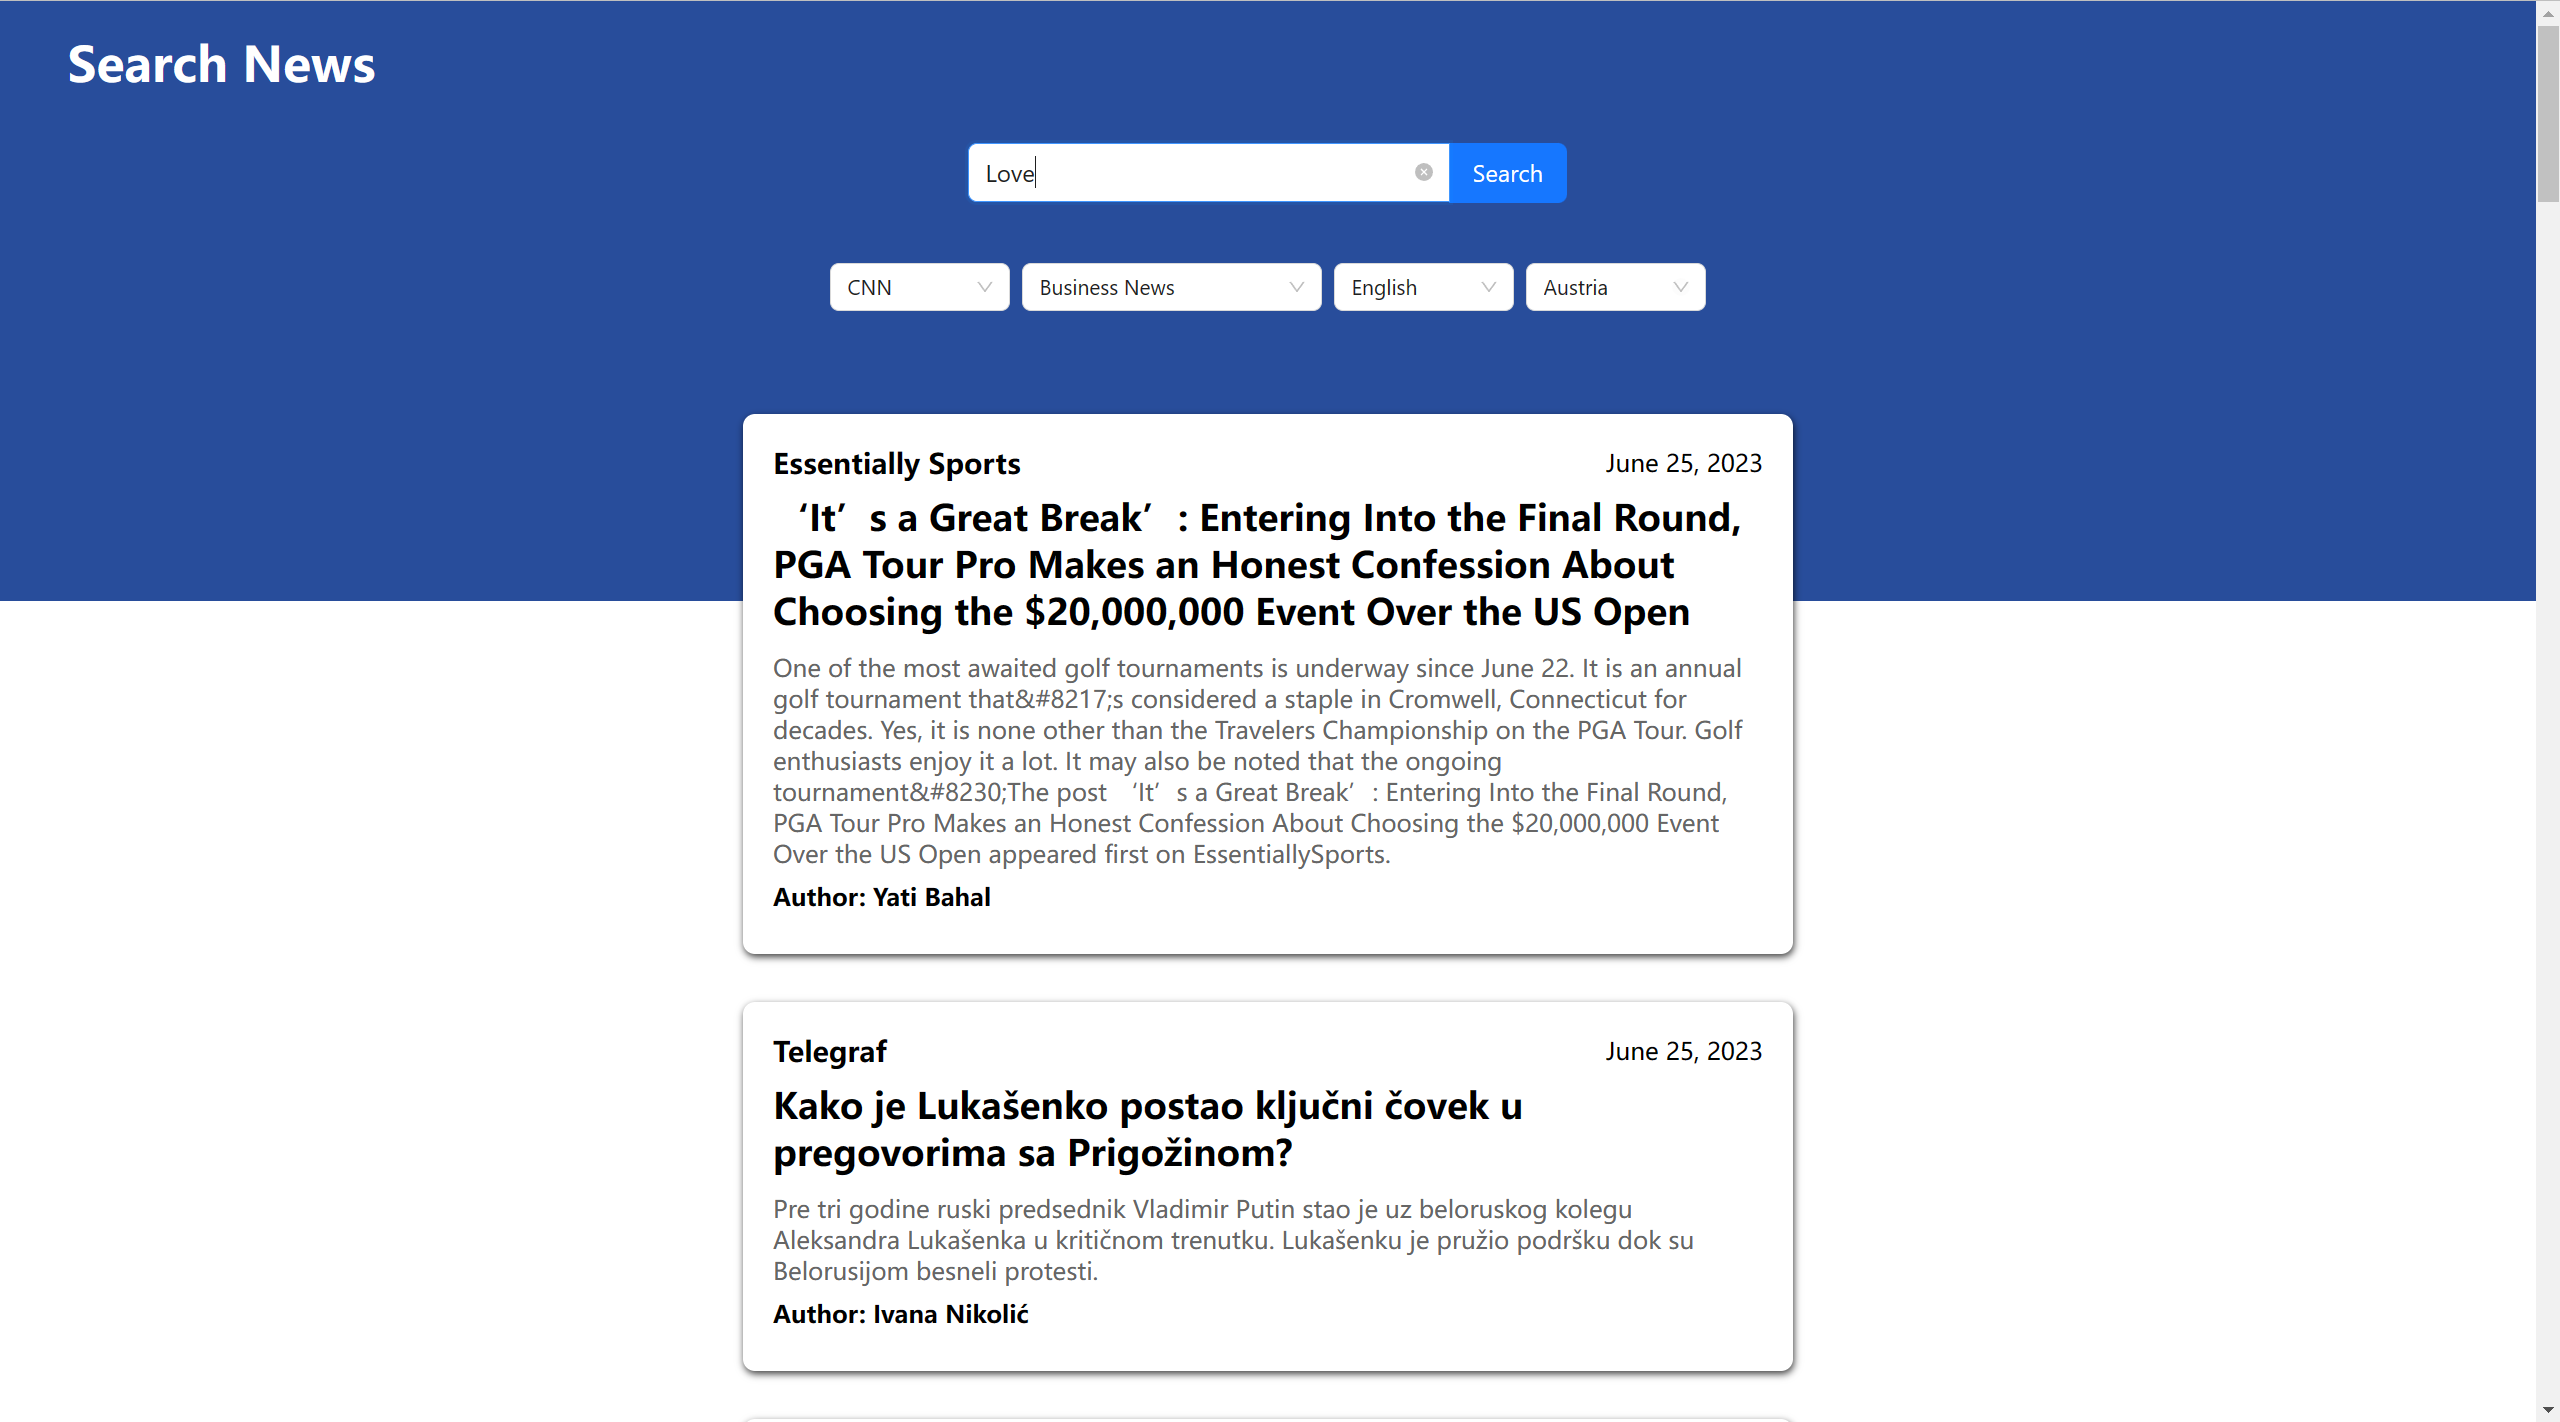 Search News
Love
Search
CNN
Business News
English
Austria
Essentially Sports
June 25, 2023
‘It’s a Great Break’: Entering Into the Final Round,
PGA Tour Pro Makes an Honest Confession About
Choosing the $20,000,000 Event Over the US Open
One of the most awaited golf tournaments is underway since June 22. It is an annual
golf tournament that&#8217;s considered a staple in Cromwell, Connecticut for
decades. Yes, it is none other than the Travelers Championship on the PGA Tour. Golf
enthusiasts enjoy it a lot. It may also be noted that the ongoing
tournament&#8230;The post ‘It’s a Great Break’: Entering Into the Final Round,
PGA Tour Pro Makes an Honest Confession About Choosing the $20,000,000 Event
Over the US Open appeared first on EssentiallySports.
Author: Yati Bahal
Telegraf
June 25, 2023
Kako je Lukašenko postao ključni čovek u
pregovorima sa Prigožinom?
Pre tri godine ruski predsednik Vladimir Putin stao je uz beloruskog kolegu
Aleksandra Lukašenka u kritičnom trenutku. Lukašenku je pružio podršku dok su
Belorusijom besneli protesti.
Author: Ivana Nikolić